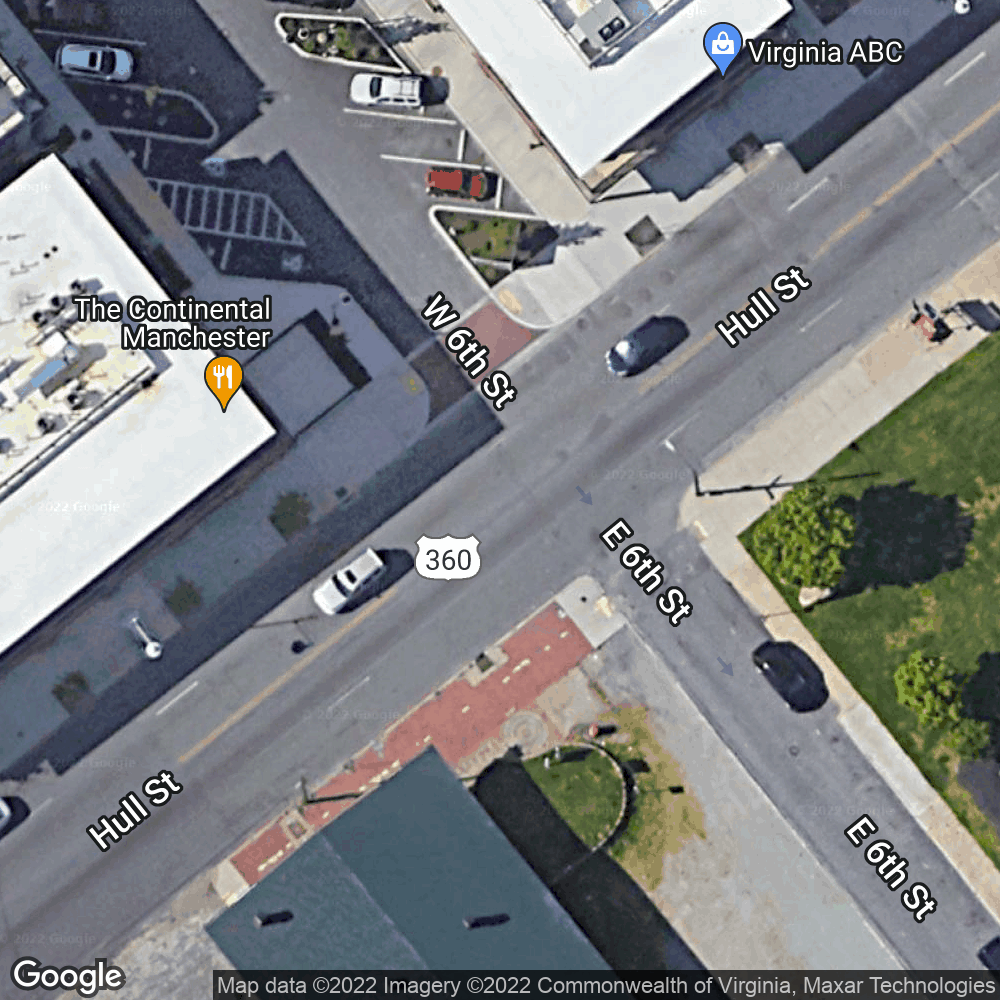 Virginia ABC
Hull St
The Continental
Manchester
W 6th St
360
E 6th St
Hull St
E 6th St
Google
Map data ©2022 Imagery ©2022 Commonwealth of Virginia, Maxar Technologies